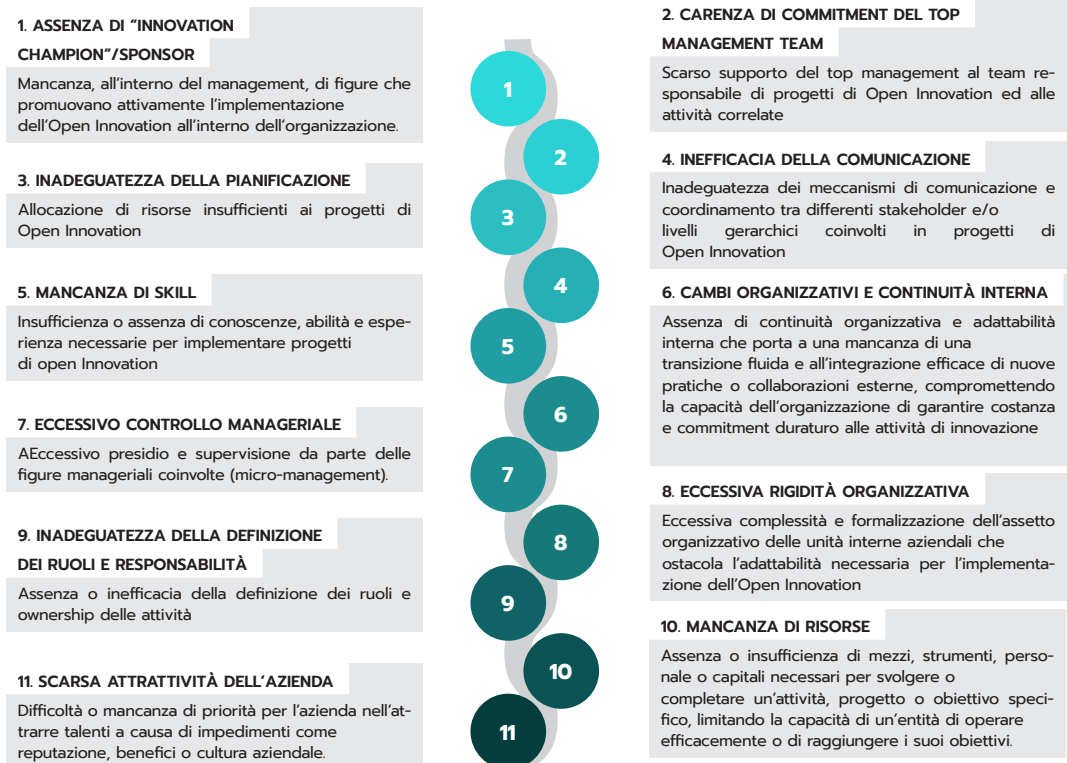 1. ASSENZA DI “INNOVATION
CHAMPION”/SPONSOR
Mancanza, all’interno del management, di figure che
promuovano attivamente l’implementazione
dell’Open Innovation all’interno dell’organizzazione.
2. CARENZA DI COMMITMENT DEL TOP
MANAGEMENT TEAM
Scarso supporto del top management al team re-
sponsabile di progetti di Open Innovation ed alle
attività correlate
3. INADEGUATEZZA DELLA PIANIFICAZIONE
Allocazione di risorse insufficienti ai progetti di
Open Innovation
4. INEFFICACIA DELLA COMUNICAZIONE
Inadeguatezza dei meccanismi di comunicazione e
coordinamento tra differenti stakeholder e/o
livelli gerarchici coinvolti in progetti di
Open Innovation
5. MANCANZA DI SKILL
Insufficienza o assenza di conoscenze, abilità e espe-
rienza necessarie per implementare progetti
di open Innovation
6. CAMBI ORGANIZZATIVI E CONTINUITÀ INTERNA
Assenza di continuità organizzativa e adattabilità
interna che porta a una mancanza di una
transizione fluida e all’integrazione efficace di nuove
pratiche o collaborazioni esterne, compromettendo
la capacità dell’organizzazione di garantire costanza
e commitment duraturo alle attività di innovazione
7. ECCESSIVO CONTROLLO MANAGERIALE
AEccessivo presidio e supervisione da parte delle
figure manageriali coinvolte (micro-management).
8. ECCESSIVA RIGIDITÀ ORGANIZZATIVA
Eccessiva complessità e formalizzazione dell’assetto
organizzativo delle unità interne aziendali che
ostacola l’adattabilità necessaria per l’implementa-
zione dell’Open Innovation
9. INADEGUATEZZA DELLA DEFINIZIONE
DEI RUOLI E RESPONSABILITÀ
Assenza o inefficacia della definizione dei ruoli e
ownership delle attività
10. MANCANZA DI RISORSE
Assenza o insufficienza di mezzi, strumenti, perso-
nale o capitali necessari per svolgere o
completare un’attività, progetto o obiettivo speci-
fico, limitando la capacità di un’entità di operare
efficacemente o di raggiungere i suoi obiettivi.
11. SCARSA ATTRATTIVITÀ DELL’AZIENDA
Difficoltà o mancanza di priorità per l’azienda nell’at-
trarre talenti a causa di impedimenti come
reputazione, benefici o cultura aziendale.
1
2
3
4
5
6
7
8
9
10
11